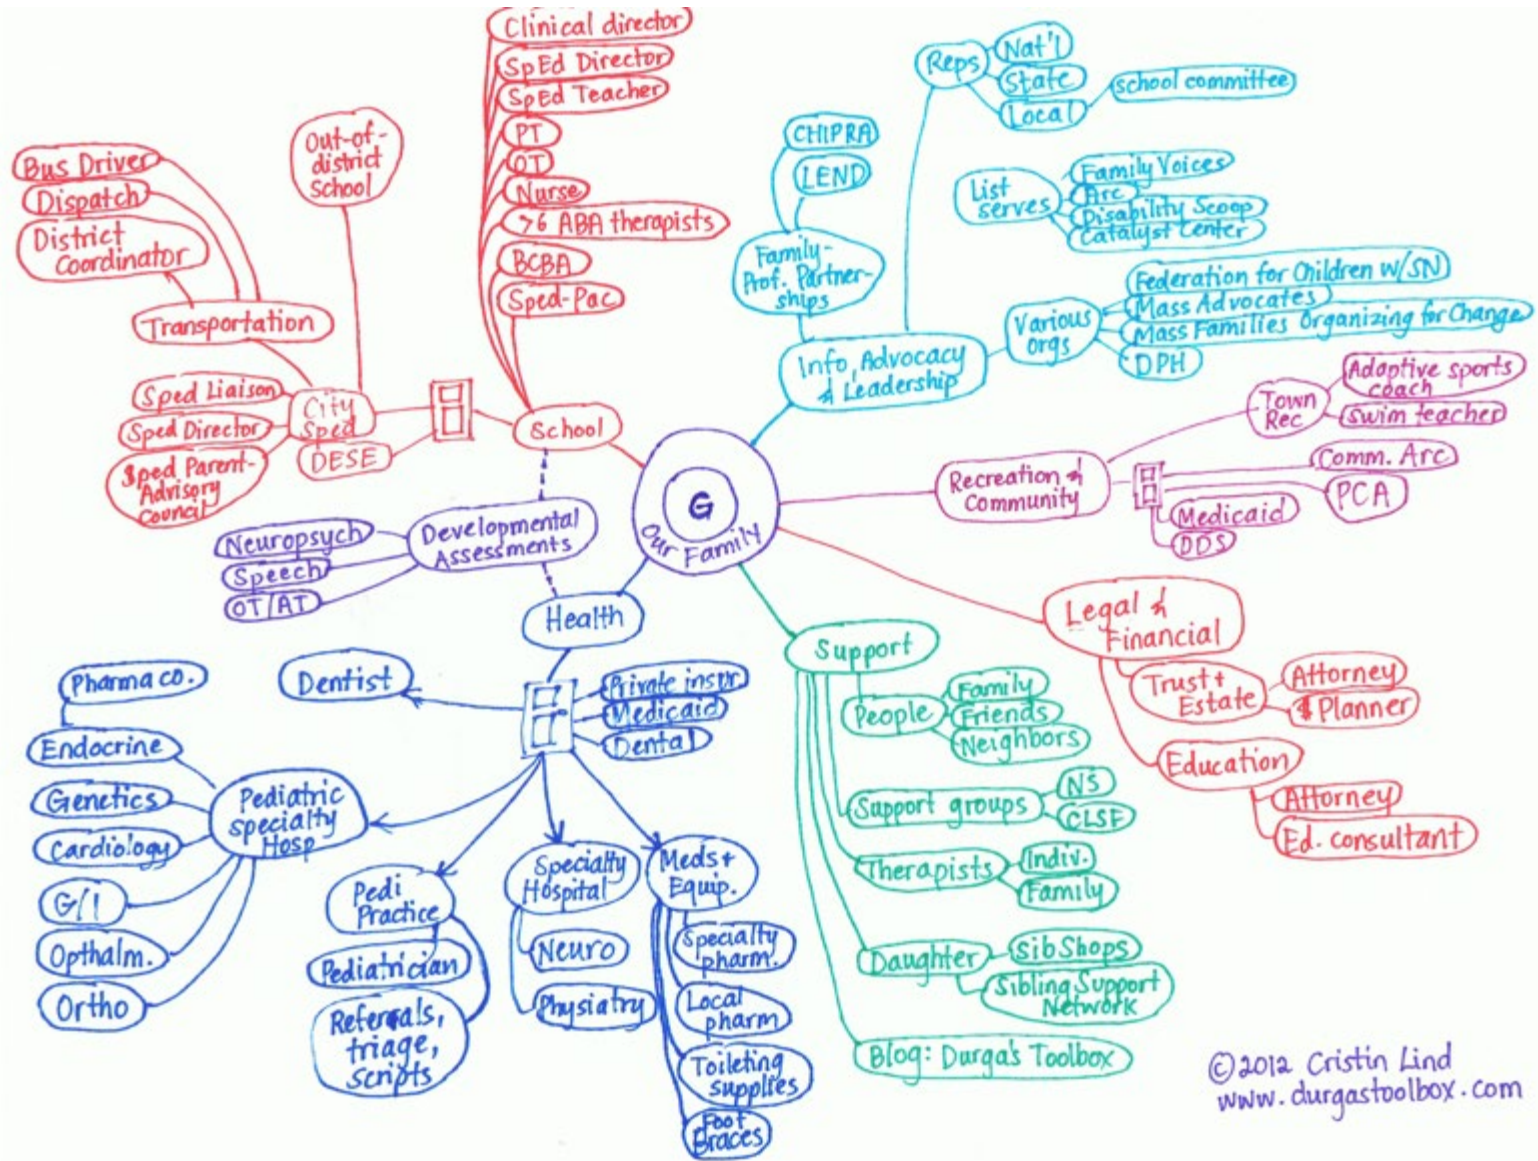 Clinical director
SpEd Director
SpEd Teacher
PT
OT
Nurse
>6 ABA therapists
BCBA
Sped-Pac
School
Out-of-
district
School
Bus Driver
Dispatch
District
Coordinator
Transportation
Sped Liaison
Sped Director
Sped Parent-
Advisory
Council
City
Sped
DESE
Reps
Nat'l
State
Local
school committee
CHIPRA
LEND
Family-
Prof. Partner-
ships
List
serves
Family Voices
Arc
Disability Scoop
Catalyst Center
Various
orgs
Federation for Children w/SN
Mass Advocates
Mass Families Organizing for Change
DPH
Info, Advocacy
& Leadership
Town
Rec
Adaptive sports
coach
swim teacher
Recreation &
Community
Comm. Arc
PCA
Medicaid
DDS
G
Our Family
Developmental
Assessments
Neuropsych
Speech
OT/AT
Health
Dentist
Private insur
Medicaid
Dental
Pharmaco.
Endocrine
Genetics
Cardiology
G/I
Opthalm.
Ortho
Pediatric
specialty
Hosp
Pedi
Practice
Pediatrician
Referrals,
triage,
scripts
Specialty
Hospital
Neuro
Physiatry
Meds+
Equip.
Specialty
pharm.
Local
pharm
Toileting
supplies
Foot
Braces
Support
People
Family
Friends
Neighbors
Support groups
NS
CLSF
Therapists
Indiv.
Family
Daughter
SibShops
Sibling Support
Network
Blog: Durga's Toolbox
Legal &
Financial
Trust +
Estate
Attorney
$ Planner
Education
Attorney
Ed. consultant
©2012 Cristin Lind
www.durgastoolbox.com